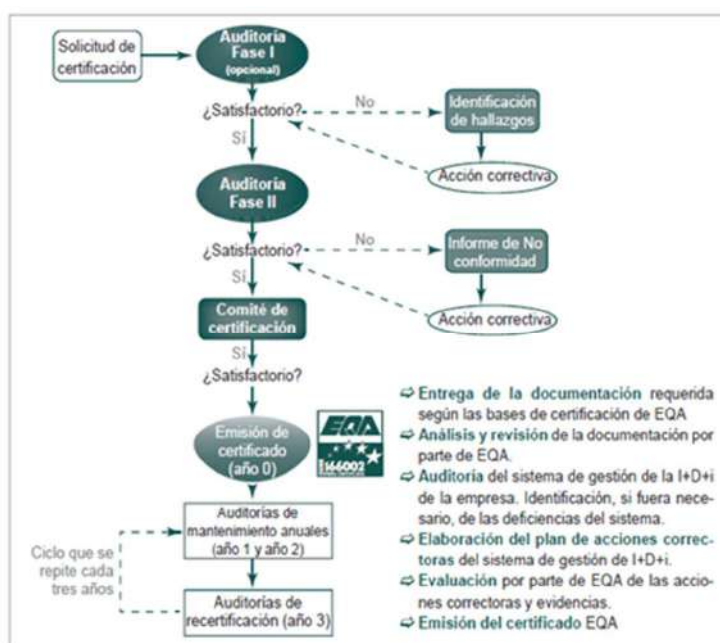 Solicitud de
certificación
Auditoría
Fase I
(opcional)
¿Satisfactorio?
No
Identificación
de hallazgos
Acción correctiva
Sí
Auditoría
Fase II
¿Satisfactorio?
No
Informe de No
conformidad
Acción correctiva
Sí
Comité de
certificación
Sí
¿Satisfactorio?
Emisión de
certificado
(año 0)
EQA
166002
Auditorías de
mantenimiento anuales
(año 1 y año 2)
Ciclo que se
repite cada
tres años
Auditorías de
recertificación (año 3)
⇨ Entrega de la documentación requerida
según las bases de certificación de EQA
⇨ Análisis y revisión de la documentación por
parte de EQA.
⇨ Auditoría del sistema de gestión de la I+D+i
de la empresa. Identificación, si fuera nece-
sario, de las deficiencias del sistema.
⇨ Elaboración del plan de acciones correc-
toras del sistema de gestión de I+D+i.
⇨ Evaluación por parte de EQA de las accio-
nes correctoras y evidencias.
⇨ Emisión del certificado EQA